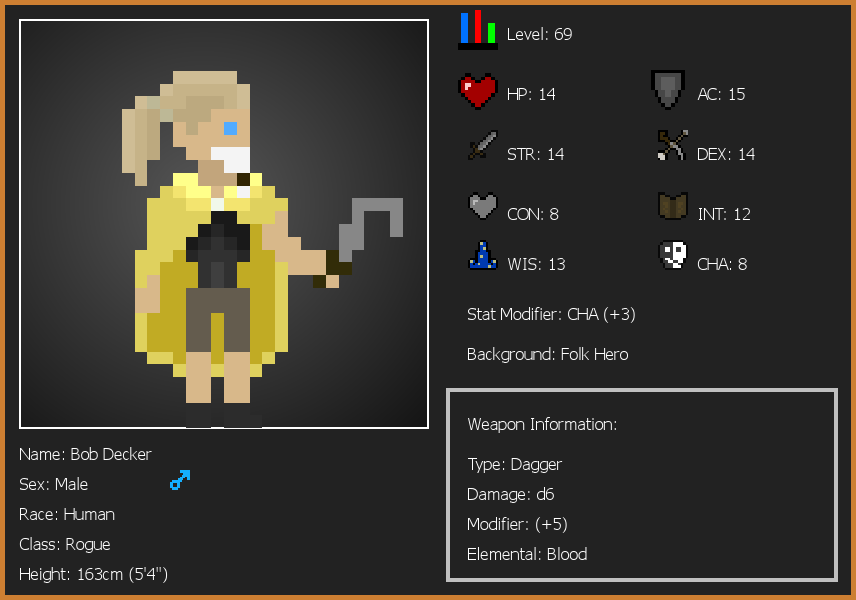 Level: 69
HP: 14
AC: 15
STR: 14
DEX: 14
CON: 8
INT: 12
WIS: 13
CHA: 8
Stat Modifier: CHA (+3)
Background: Folk Hero
Weapon Information:
Type: Dagger
Damage: d6
Modifier: (+5)
Elemental: Blood
Name: Bob Decker
Sex: Male
Race: Human
Class: Rogue
Height: 163cm (5'4")